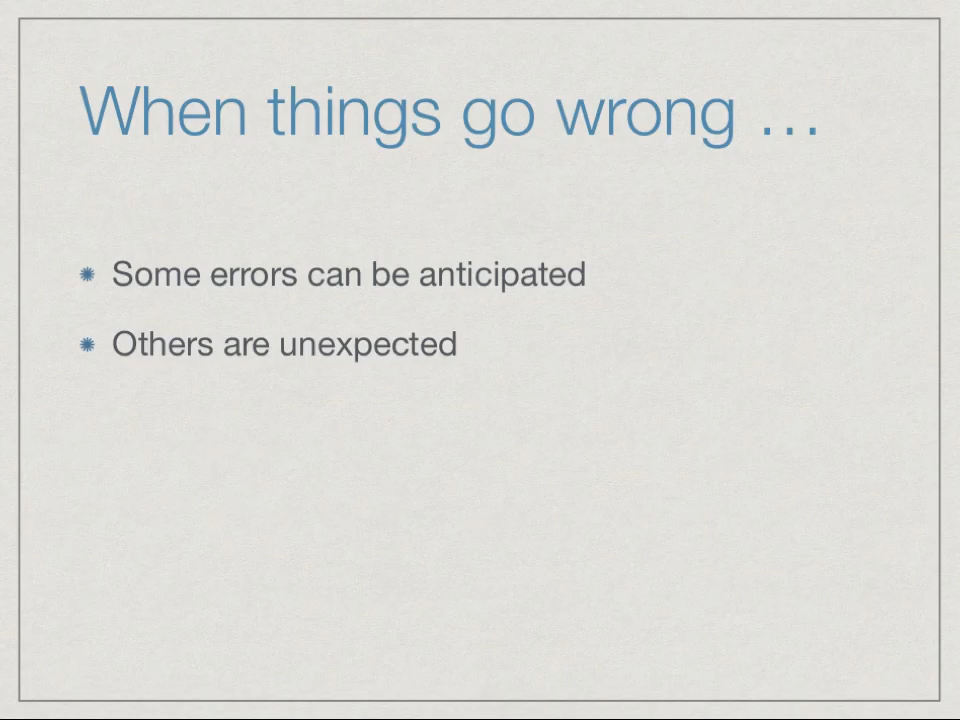 When things go wrong …
Some errors can be anticipated
Others are unexpected